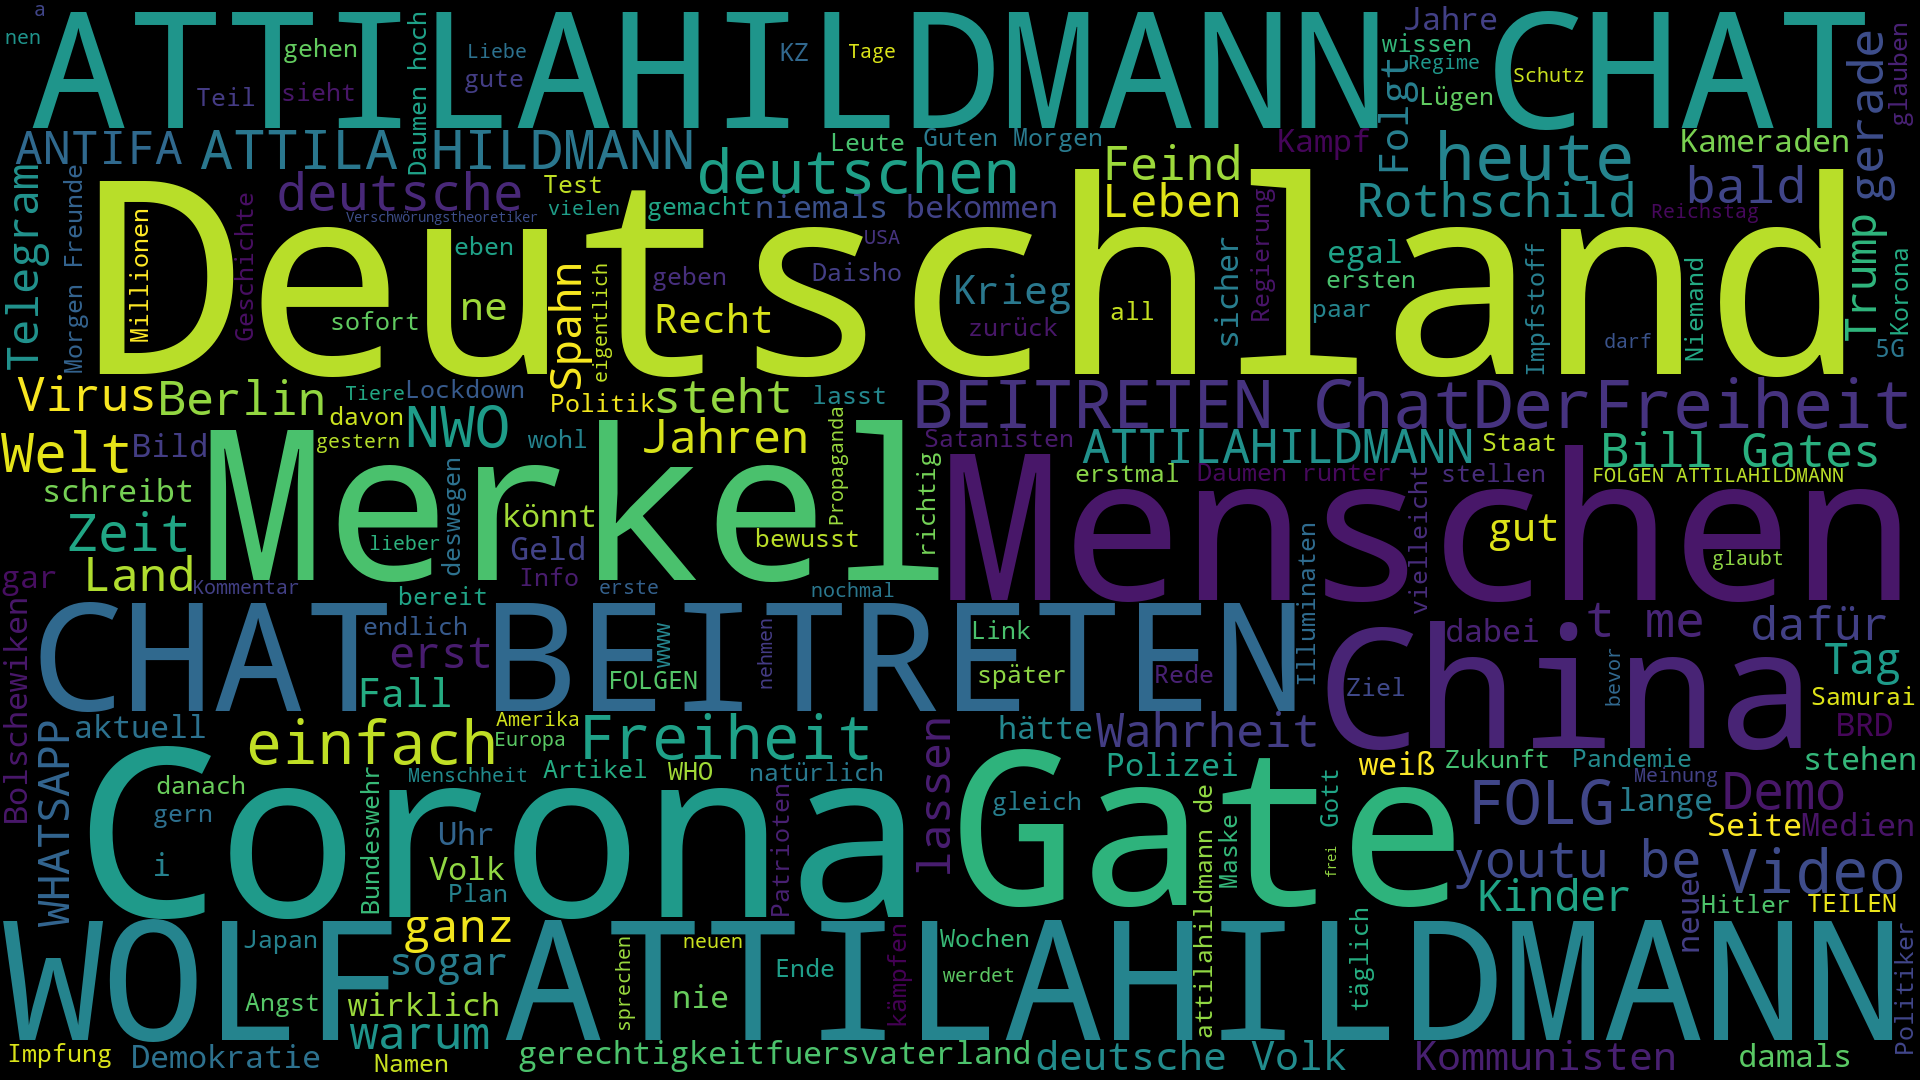 ATTILAHILDMANN CHAT
a
nen
gehen
Teil
sieht
Daumen hoch
Liebe
gute
KZ
Tage
Jahre
wissen
Regime
Lügen
Folgt
Schutz
gerade
glauben
ANTIFA
ATTILA HILDMANN
Leute
Guten Morgen
Kampf
heute
Kameraden
Telegram
Morgen Freunde
Millionen
Geschichte
deutsche
Verschwörungstheoretiker
Test
vielen
deutschen
gemacht
niemals bekommen
Feind
Leben
Rothschild
bald
Reichstag
Deutschland
eben
ne
sofort
Spahn
eigentlich
geben
Recht
USA
Daisho
Krieg
zurück
all
sicher
Regierung
egal
ersten
paar
Impfstoff
darf
Niemand
Trump
Korona
5G
Virus
Berlin
Tiere
Lockdown
davon
gestern
NWO
Politik
steht
lasst
BEITRETEN ChatDerFreiheit
Welt
Bild
wohl
Jahren
Propaganda
Satanisten
ATTILAHILDMANN
Staat
Bill Gates
schreibt
Merkel
Menschen
erstmal
Daumen runter
stellen
FOLGEN ATTILAHILDMANN
Zeit
lieber
deswegen
könnt
Geld
Info
bewusst
richtig
vielleicht
gut
glaubt
gar
Land
Kommentar
bereit
erste
nochmal
Illuminaten
Bolschewiken
CHAT BEITRETEN
endlich
erst
Fall
www
FOLGEN
nehmen
Link
später
Rede
China
Ziel
dabei
t me
bevor
dafür
Tag
Samurai
BRD
WHATSAPP
aktuell
einfach
Amerika
Europa
Freiheit
lassen
hätte
Wahrheit
Polizei
weiß
Zukunft
Pandemie
stehen
Corona
danach
gern
i
Menschheit
Artikel
WHO
natürlich
Gate
gleich
Gott
FOLG
lange
Meinung
Demo
Seite
Medien
Bundeswehr
Uhr
Volk
Plan
Patrioten
attilahildmann de
Maske
frei
youtu be
Video
Kinder
neue
Hitler
TEILEN
WOLF ATTILAHILDMANN
Japan
ganz
sogar
Angst
wirklich
warum
sprechen
neuen
nie
Ende
kämpfen
Wochen
werdet
täglich
Politiker
Impfung
Demokratie
Namen
gerechtigkeitfuersvaterland
deutsche Volk
Kommunisten
damals